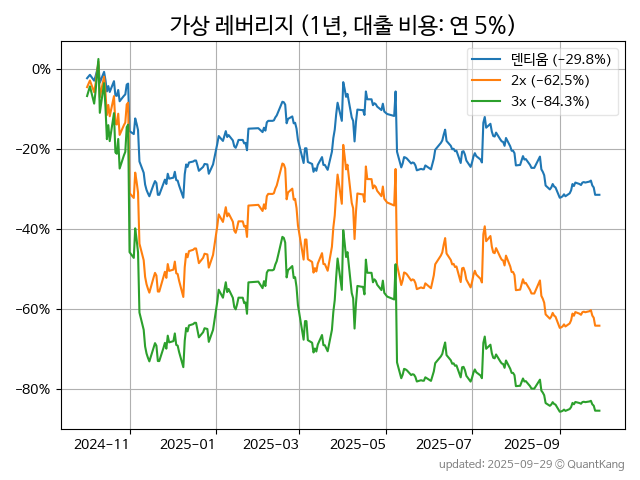 가상 레버리지 (1년, 대출 비용: 연 5%)
덴티움 (−29.8%)
2x (−62.5%)
3x (−84.3%)
0%
−20%
−40%
−60%
−80%
2024−11 2025−01 2025−03 2025−05 2025−07 2025−09
updated: 2025-09-29 © QuantKang